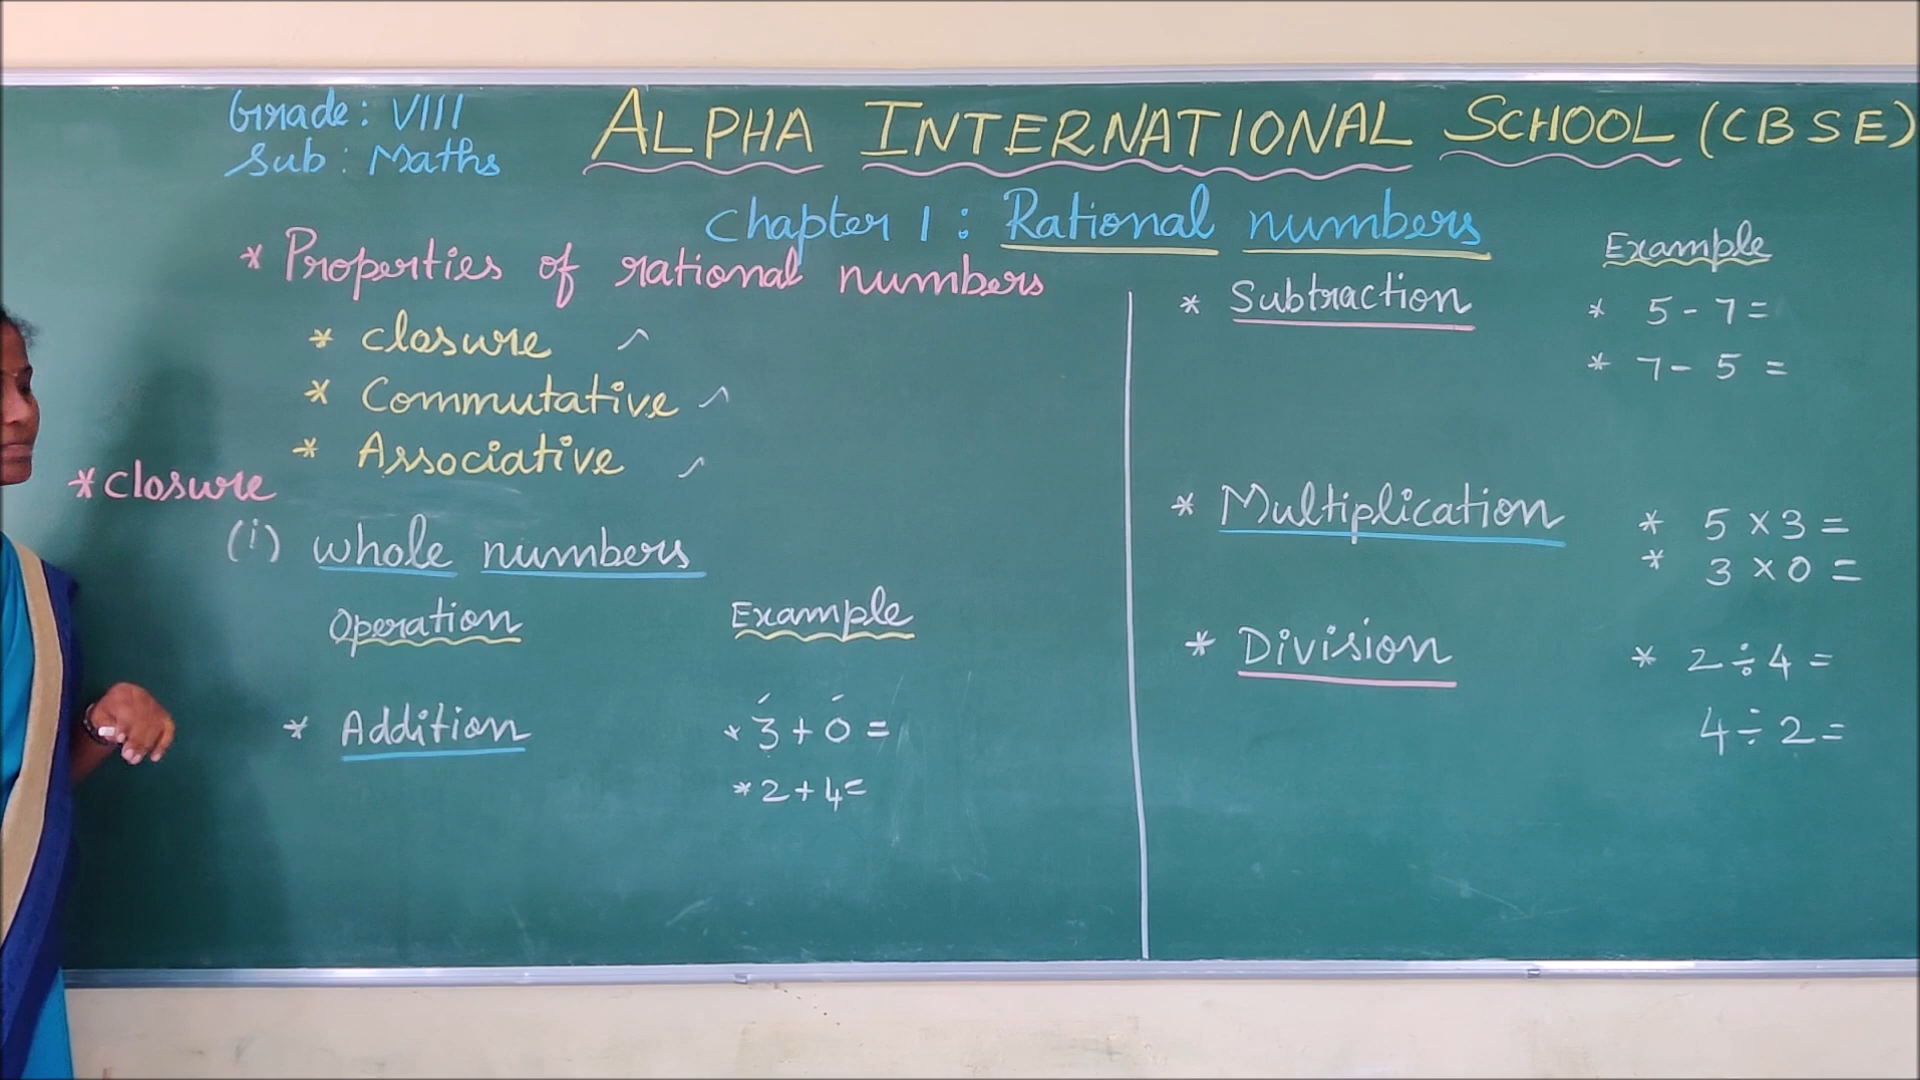 Grade: VIII
Sub: Maths
ALPHA INTERNATIONAL SCHOOL (CBSE)
Chapter 1: Rational numbers
* Properties of rational numbers
* closure
* Commutative
* Associative
* closure
(i) whole numbers
Operation Example
* Addition * 3 + 0 =
* 2 + 4 =
Example
* Subtraction * 5 - 7 =
* 7 - 5 =
* Multiplication * 5 × 3 =
* 3 × 0 =
* Division * 2 ÷ 4 =
4 ÷ 2 =